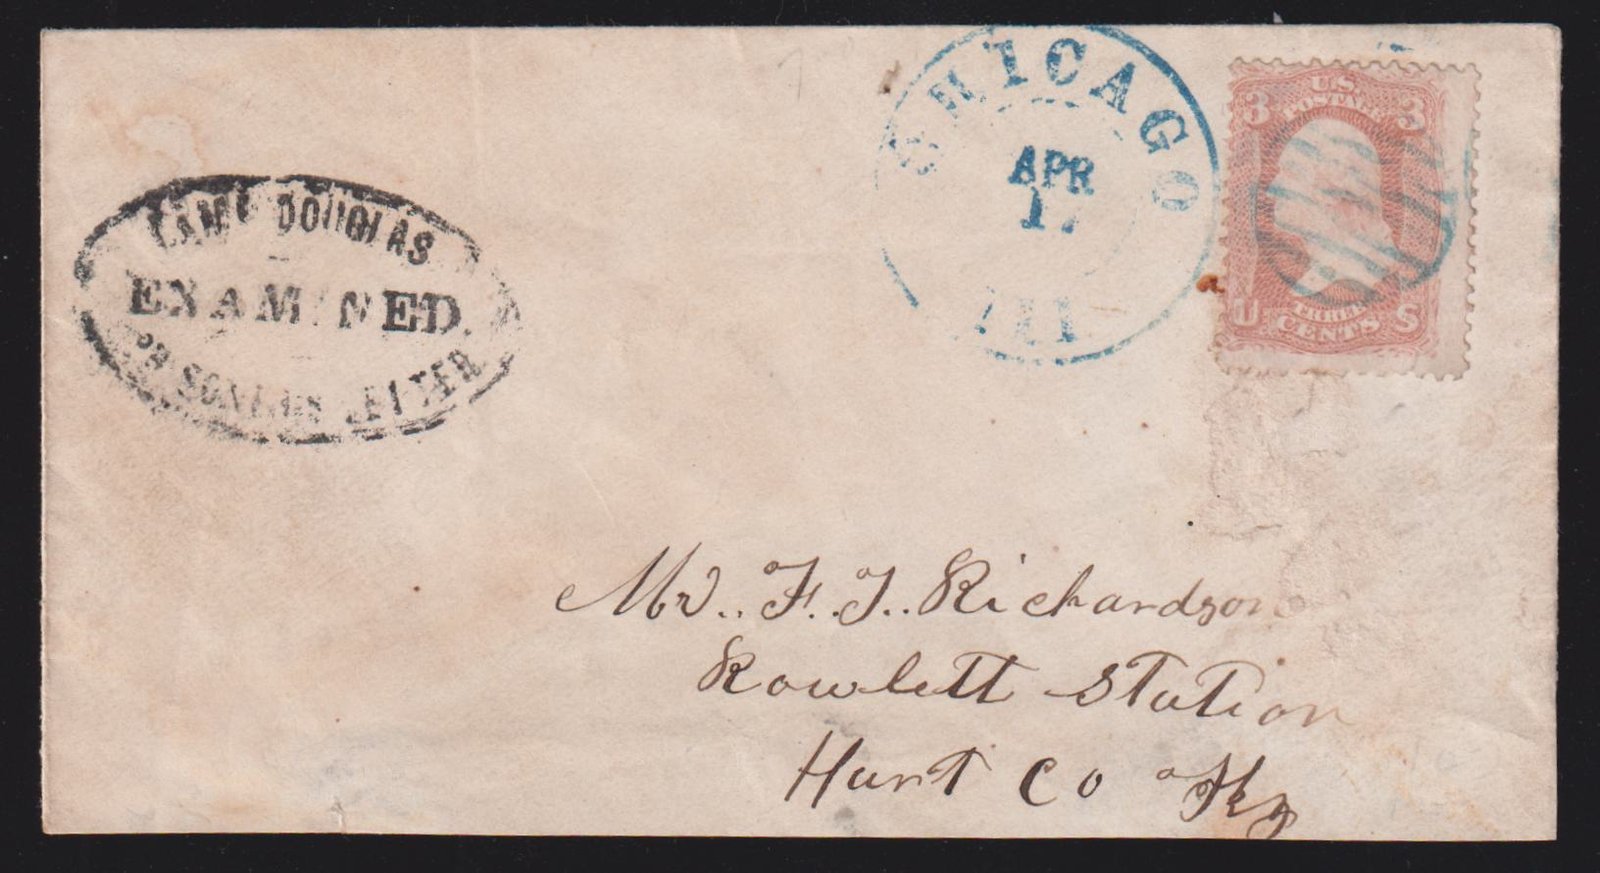 CAMP DOUGLAS
EXAMINED.
PRISONER'S LETTER
CHICAGO
APR
17
Ill
3 U.S. 3
POSTAGE
THREE
U CENTS S
Mr.. F. J. Richardson
Rowlett Station
Hart Co Ky